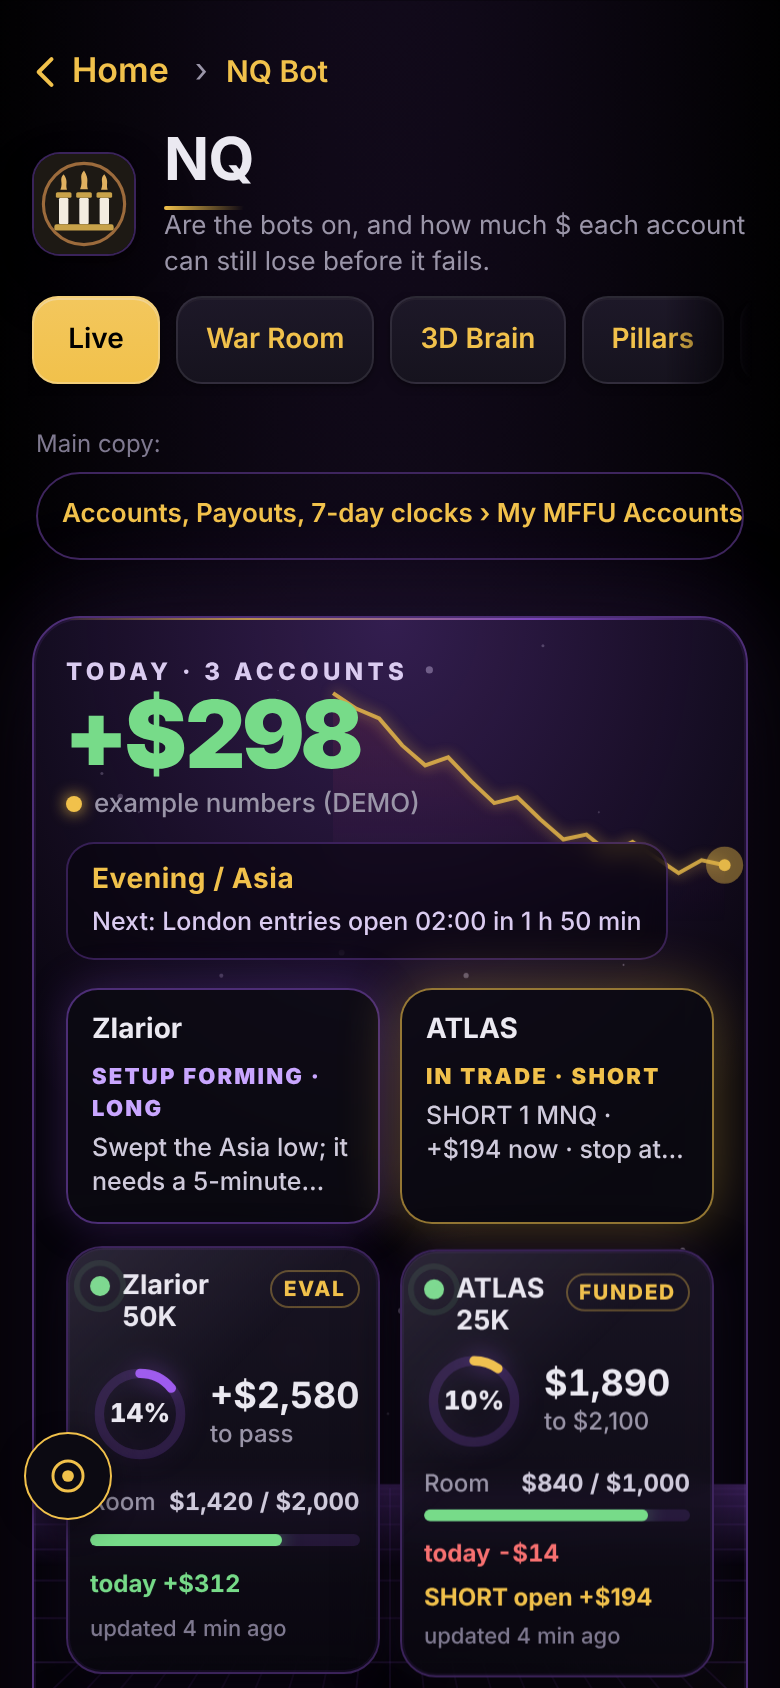 Home › NQ Bot
NQ
Are the bots on, and how much $ each account
can still lose before it fails.
Live
War Room
3D Brain
Pillars
Main copy:
Accounts, Payouts, 7-day clocks › My MFFU Accounts
TODAY · 3 ACCOUNTS
+$298
example numbers (DEMO)
Evening / Asia
Next: London entries open 02:00 in 1 h 50 min
Zlarior
SETUP FORMING ·
LONG
Swept the Asia low; it
needs a 5-minute...
ATLAS
IN TRADE · SHORT
SHORT 1 MNQ ·
+$194 now · stop at...
Zlarior
50K
EVAL
14%
+$2,580
to pass
Room $1,420 / $2,000
today +$312
updated 4 min ago
ATLAS
25K
FUNDED
10%
$1,890
to $2,100
Room $840 / $1,000
today -$14
SHORT open +$194
updated 4 min ago